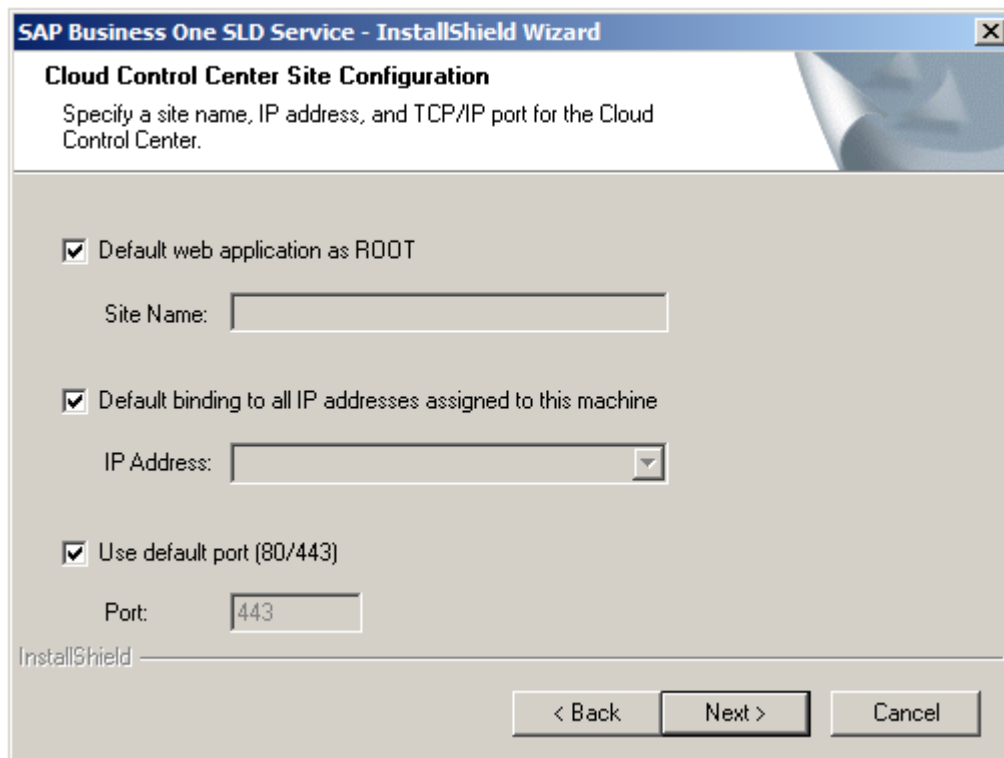 SAP Business One SLD Service - InstallShield Wizard
Cloud Control Center Site Configuration
Specify a site name, IP address, and TCP/IP port for the Cloud
Control Center.
Default web application as ROOT
Site Name:
Default binding to all IP addresses assigned to this machine
IP Address:
Use default port (80/443)
Port: 443
InstallShield
< Back Next > Cancel